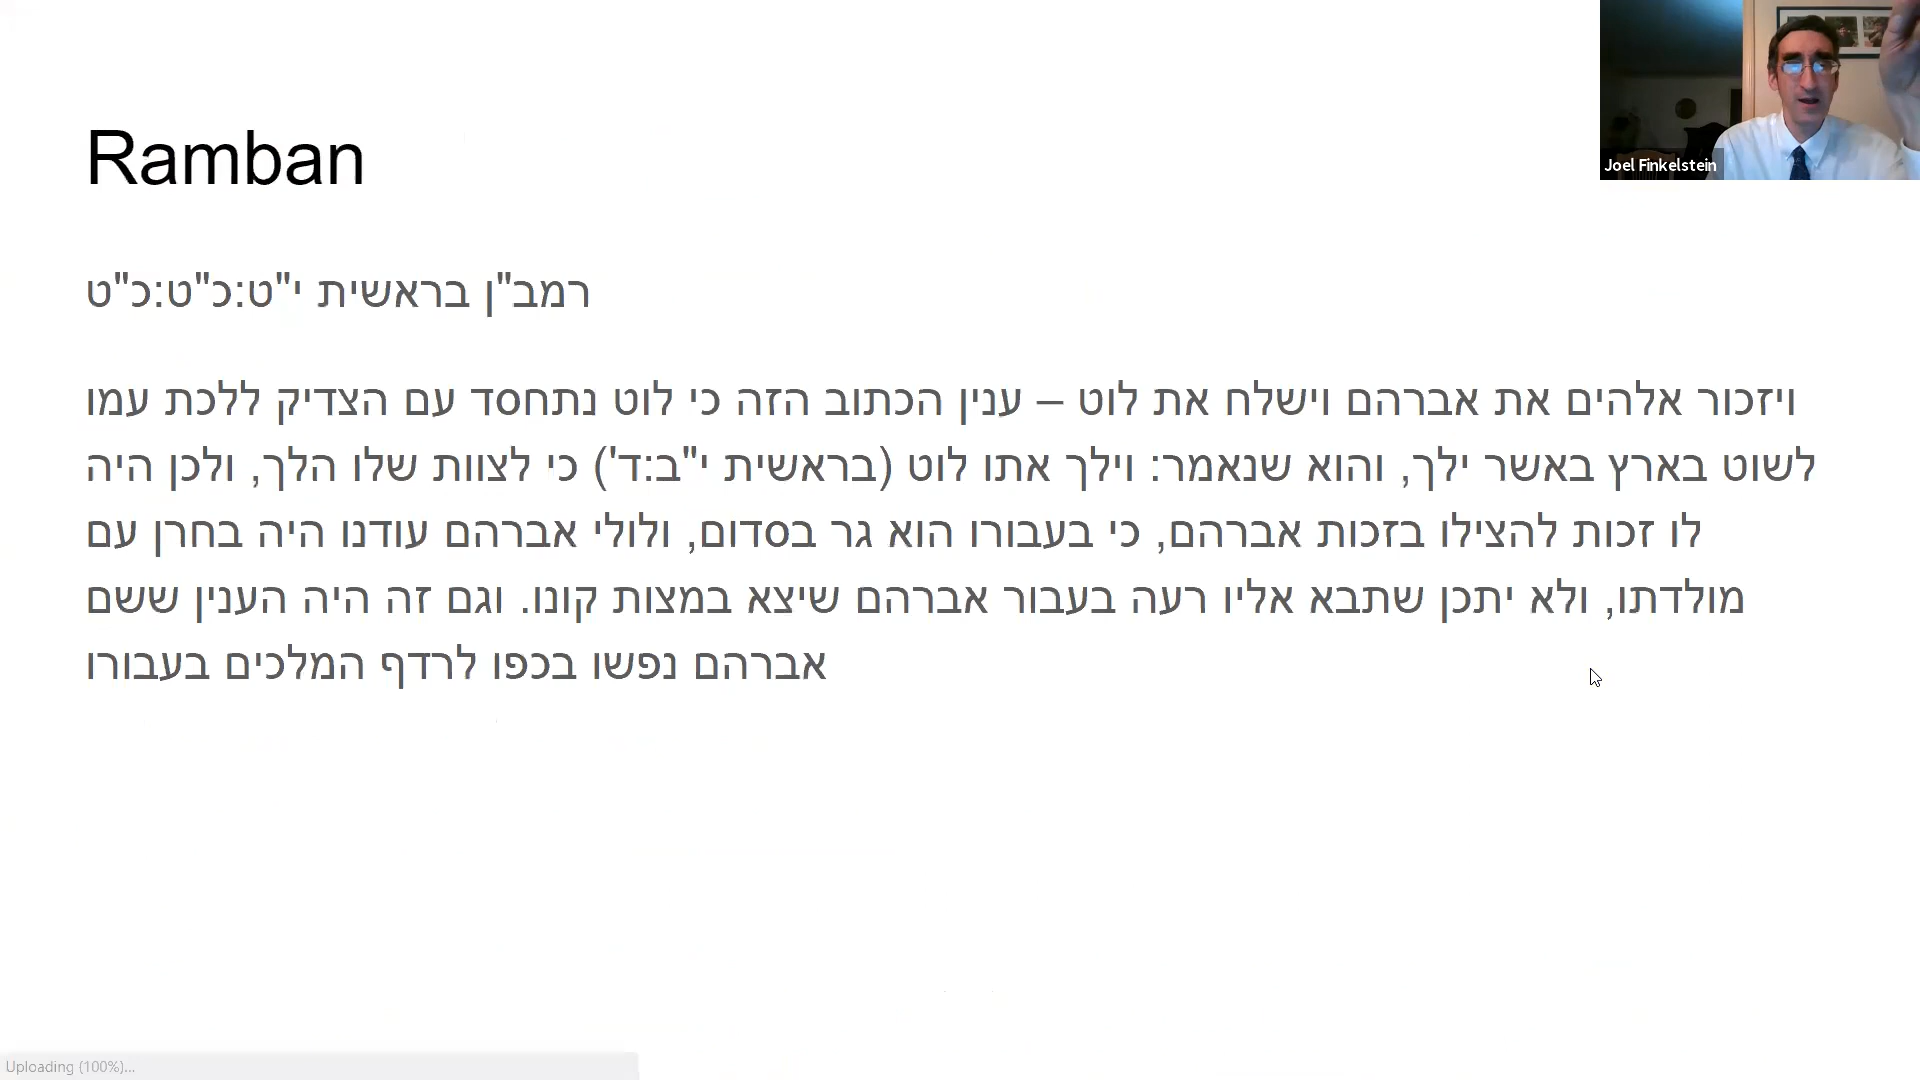 Ramban
Joel Finkelstein
רמב"ן בראשית י"ט:כ"ט:כ"ט
ויזכור אלהים את אברהם וישלח את לוט – ענין הכתוב הזה כי לוט נתחסד עם הצדיק ללכת עמו
לשוט בארץ באשר ילך, והוא שנאמר: וילך אתו לוט (בראשית י"ב:ד') כי לצוות שלו הלך, ולכן היה
לו זכות להצילו בזכות אברהם, כי בעבורו הוא גר בסדום, ולולי אברהם עודנו היה בחרן עם
מולדתו, ולא יתכן שתבא אליו רעה בעבור אברהם שיצא במצות קונו. וגם זה היה הענין ששם
אברהם נפשו בכפו לרדף המלכים בעבורו
Uploading (100%)...